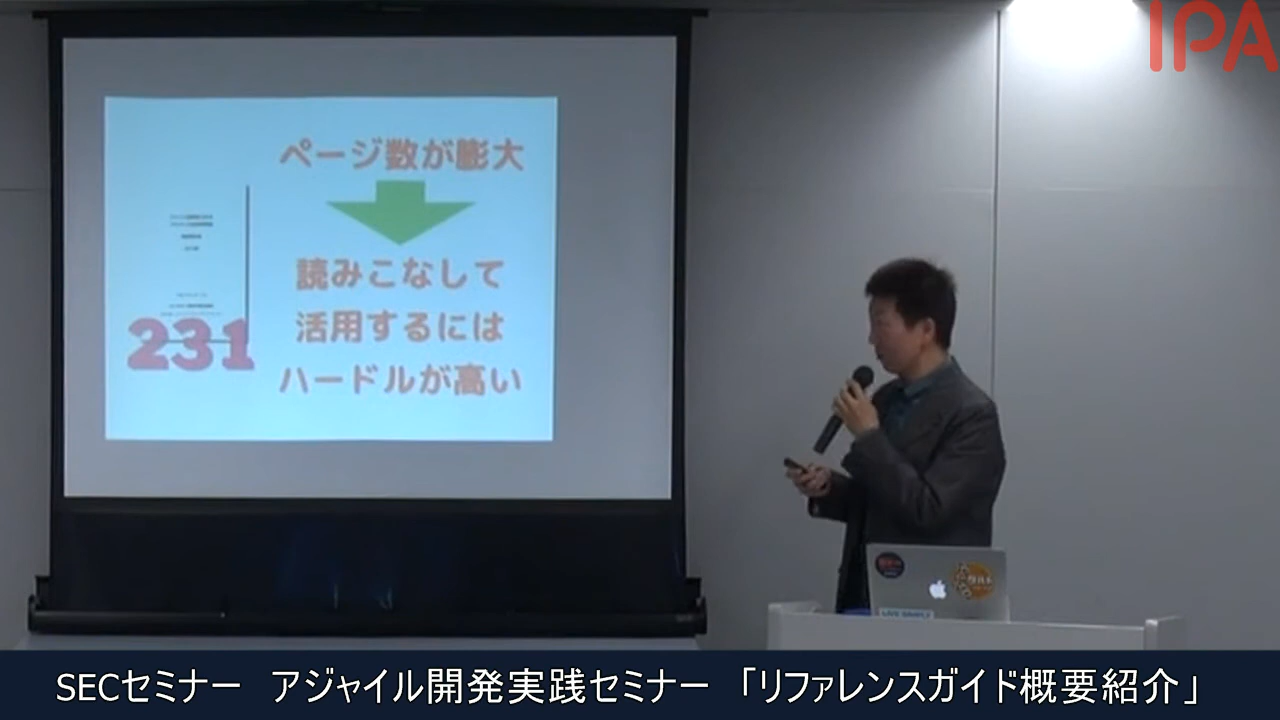 IPA
ページ数が膨大
読みこなして
活用するには
ハードルが高い
231
SECセミナー アジャイル開発実践セミナー 「リファレンスガイド概要紹介」